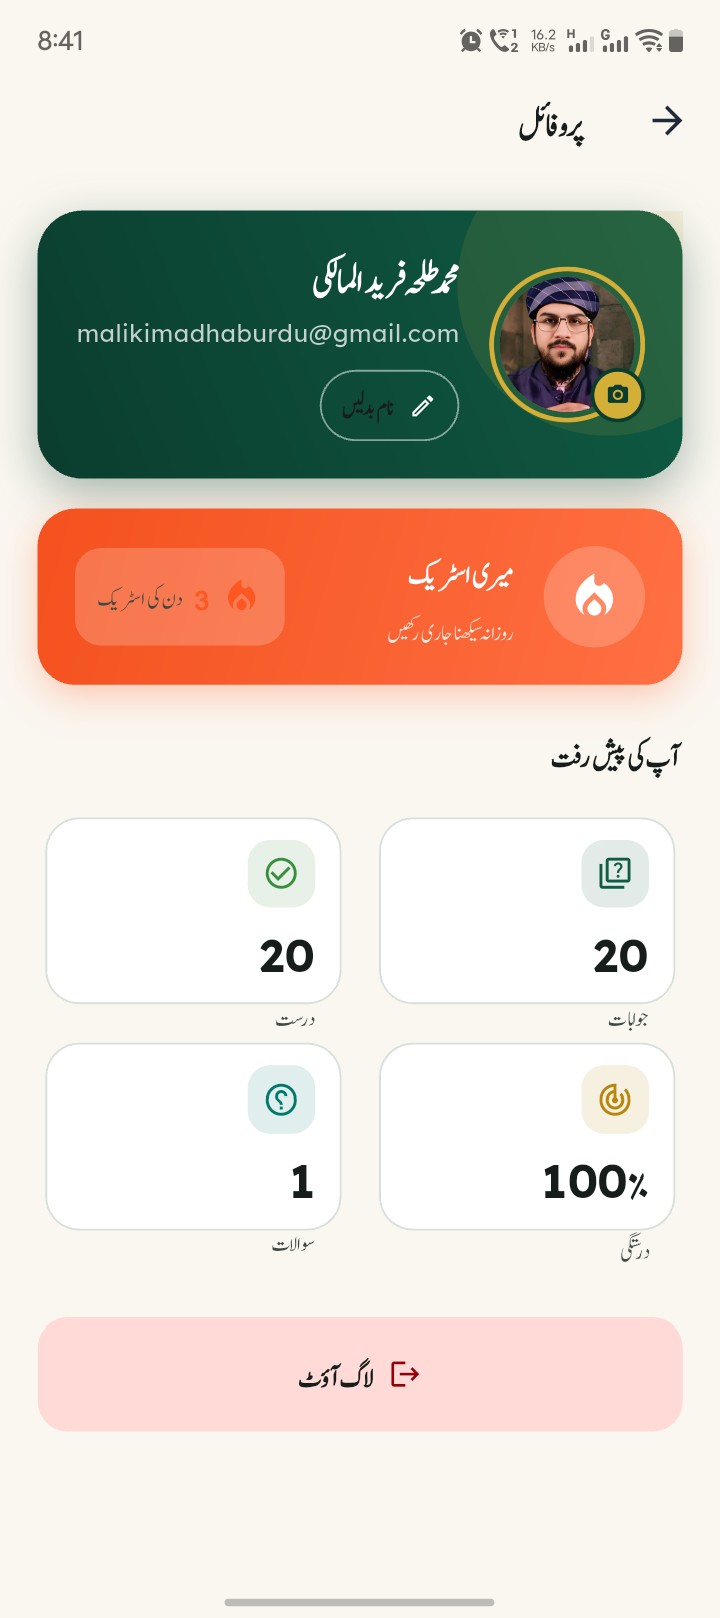 8:41
16.2 KB/s
H G
1 2
پروفائل
محمد طلحہ فرید المالکی
malikimadhaburdu@gmail.com
نام بدلیں
میری اسٹریک
روزانہ سیکھنا جاری رکھیں
3 دن کی اسٹریک
آپ کی پیش رفت
20
جوابات
20
درست
100٪
درستگی
1
سوالات
لاگ آؤٹ